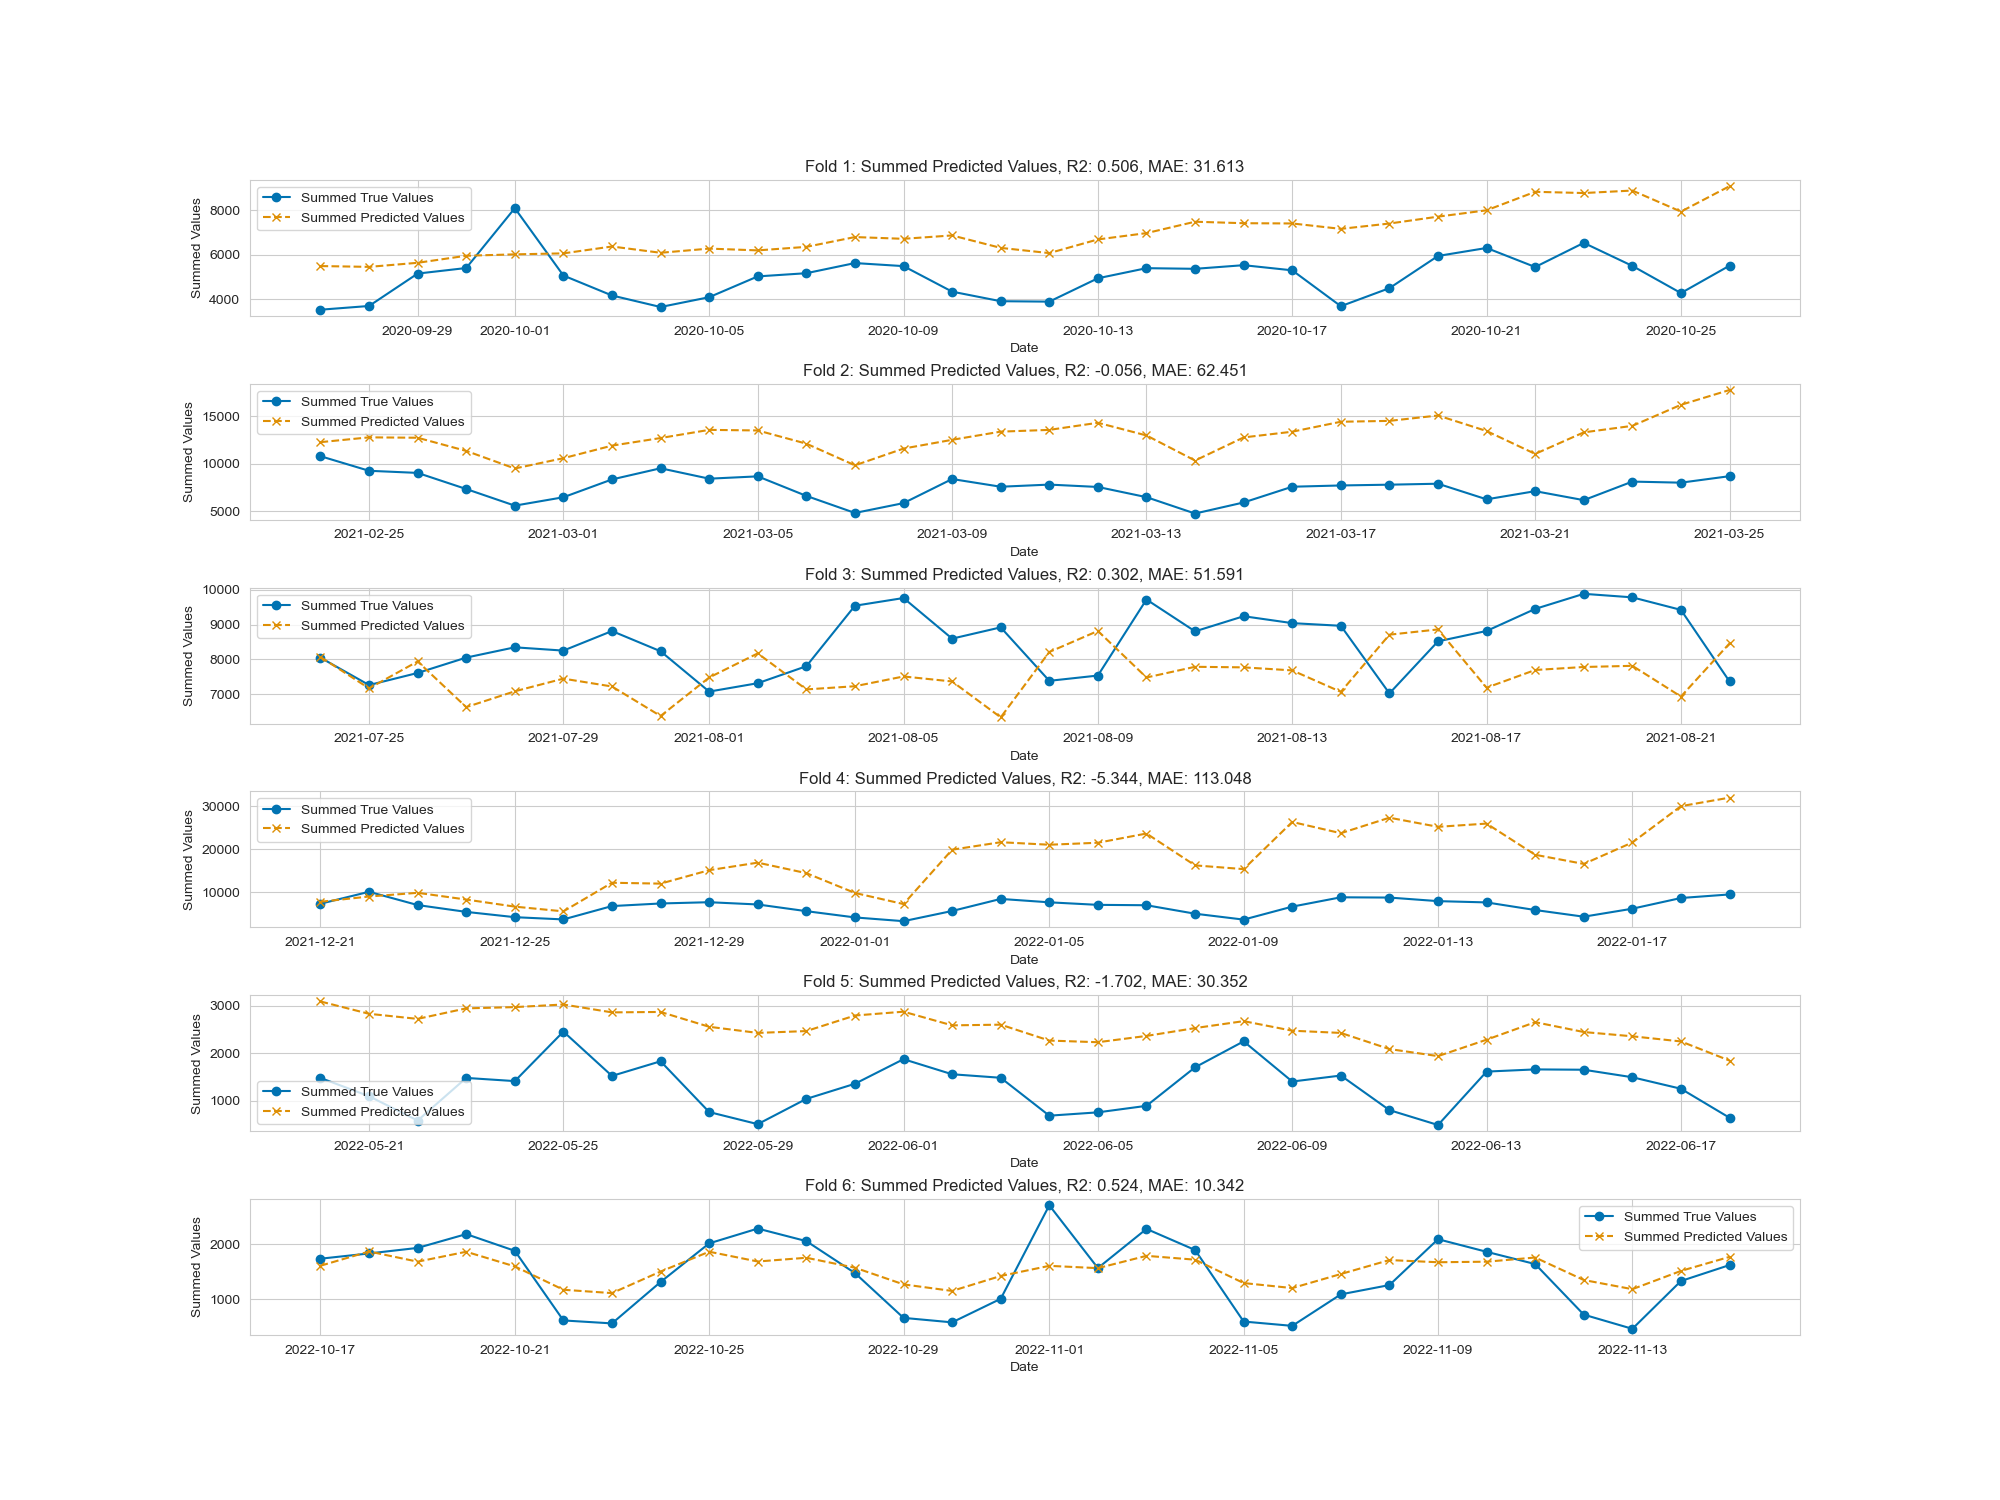 Fold 1: Summed Predicted Values, R2: 0.506, MAE: 31.613
Summed Values
8000
6000
4000
Summed True Values
Summed Predicted Values
2020-09-29 2020-10-01 2020-10-05 2020-10-09 2020-10-13 2020-10-17 2020-10-21 2020-10-25
Date
Fold 2: Summed Predicted Values, R2: -0.056, MAE: 62.451
Summed Values
15000
10000
5000
Summed True Values
Summed Predicted Values
2021-02-25 2021-03-01 2021-03-05 2021-03-09 2021-03-13 2021-03-17 2021-03-21 2021-03-25
Date
Fold 3: Summed Predicted Values, R2: 0.302, MAE: 51.591
Summed Values
10000
9000
8000
7000
Summed True Values
Summed Predicted Values
2021-07-25 2021-07-29 2021-08-01 2021-08-05 2021-08-09 2021-08-13 2021-08-17 2021-08-21
Date
Fold 4: Summed Predicted Values, R2: -5.344, MAE: 113.048
Summed Values
30000
20000
10000
Summed True Values
Summed Predicted Values
2021-12-21 2021-12-25 2021-12-29 2022-01-01 2022-01-05 2022-01-09 2022-01-13 2022-01-17
Date
Fold 5: Summed Predicted Values, R2: -1.702, MAE: 30.352
Summed Values
3000
2000
1000
Summed True Values
Summed Predicted Values
2022-05-21 2022-05-25 2022-05-29 2022-06-01 2022-06-05 2022-06-09 2022-06-13 2022-06-17
Date
Fold 6: Summed Predicted Values, R2: 0.524, MAE: 10.342
Summed Values
2000
1000
Summed True Values
Summed Predicted Values
2022-10-17 2022-10-21 2022-10-25 2022-10-29 2022-11-01 2022-11-05 2022-11-09 2022-11-13
Date